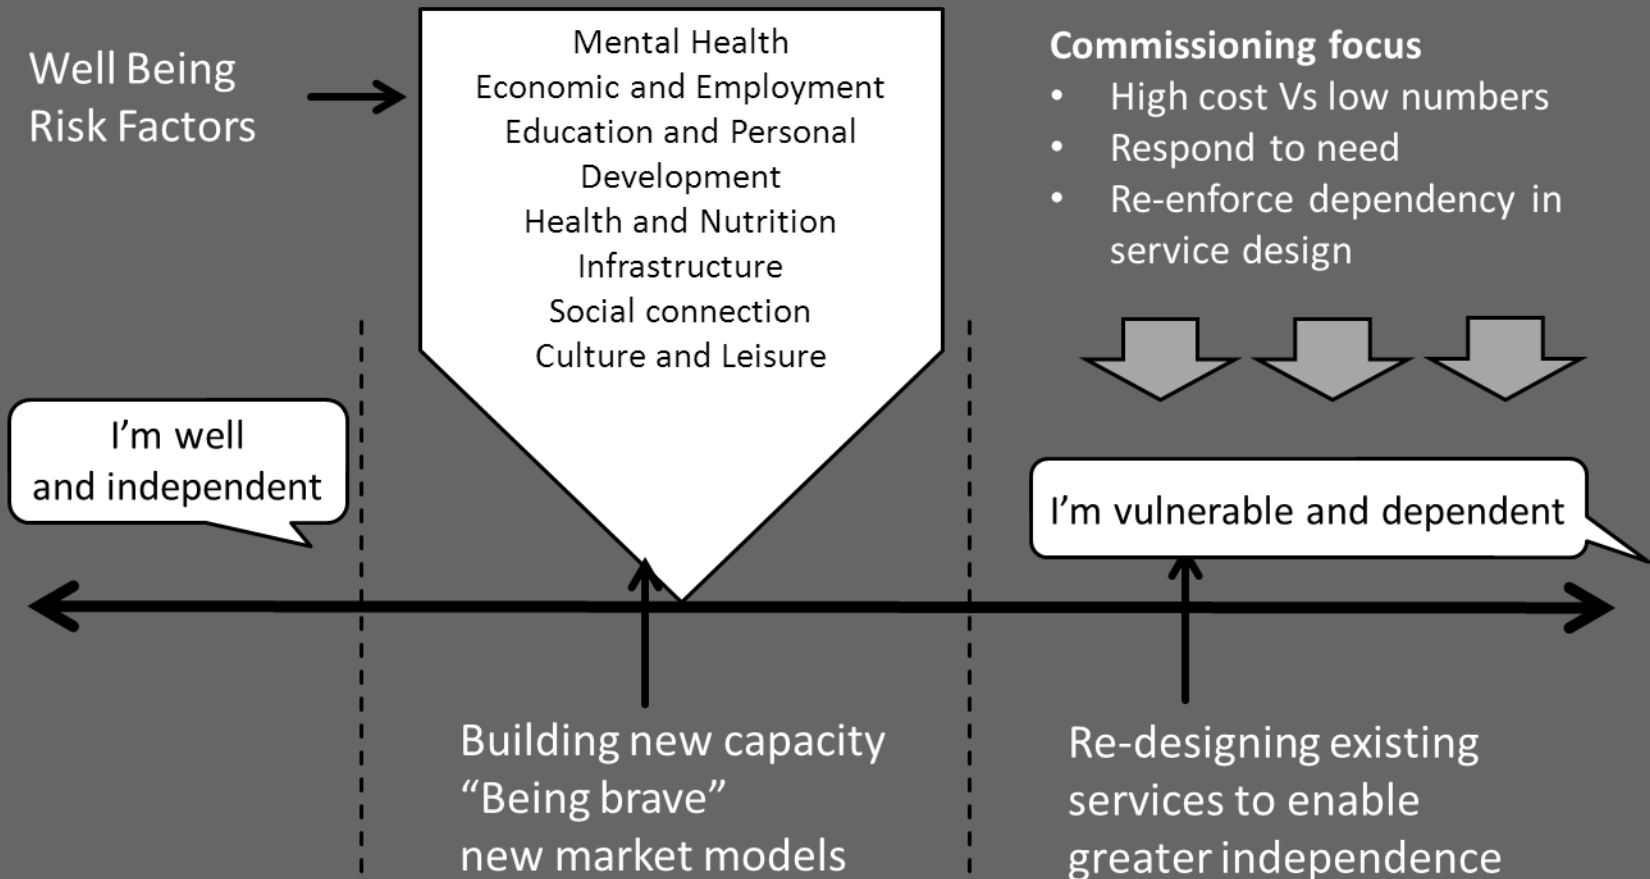 Well Being
Risk Factors
Mental Health
Economic and Employment
Education and Personal
Development
Health and Nutrition
Infrastructure
Social connection
Culture and Leisure
Commissioning focus
• High cost Vs low numbers
• Respond to need
• Re-enforce dependency in
service design
I’m well
and independent
I’m vulnerable and dependent
Building new capacity
“Being brave”
new market models
Re-designing existing
services to enable
greater independence